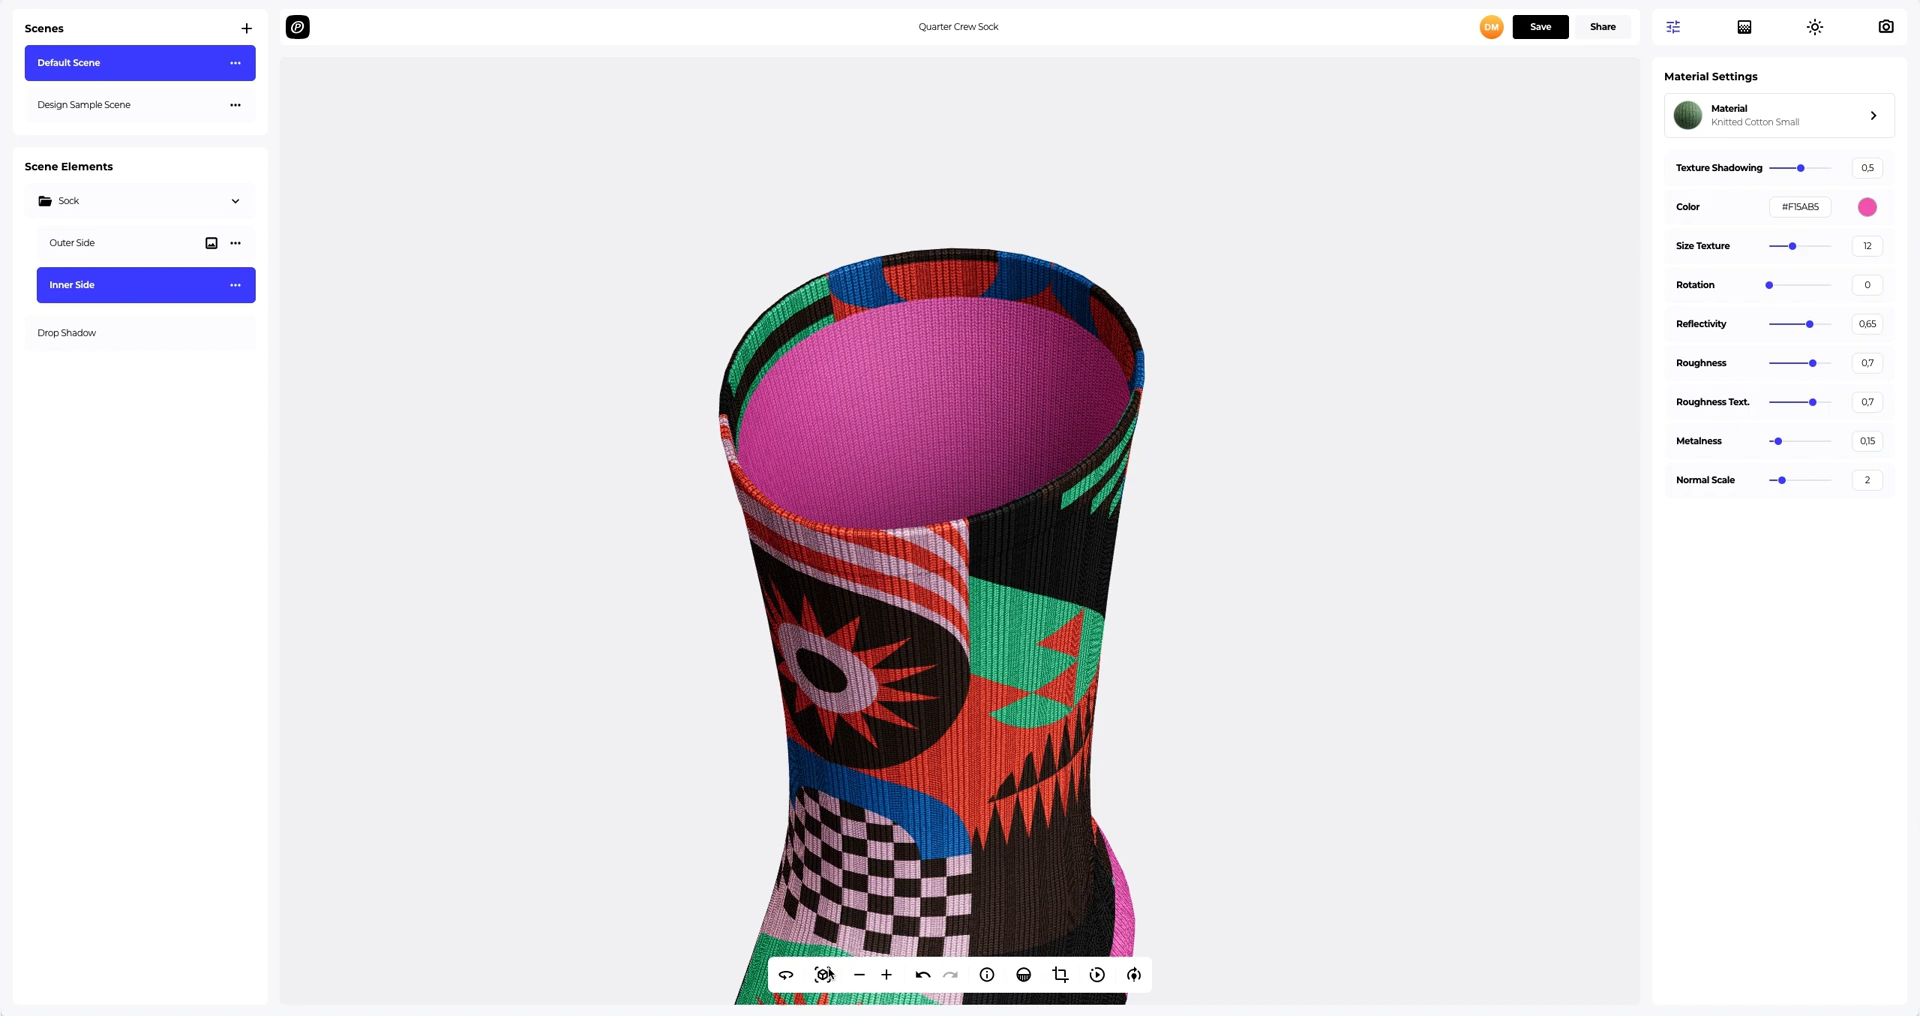 Scenes
Default Scene
Design Sample Scene
Scene Elements
Sock
Outer Side
Inner Side
Drop Shadow
Quarter Crew Sock
DM
Save
Share
Material Settings
Material
Knitted Cotton Small
Texture Shadowing 0,5
Color #F15AB5
Size Texture 12
Rotation 0
Reflectivity 0,65
Roughness 0,7
Roughness Text. 0,7
Metalness 0,15
Normal Scale 2